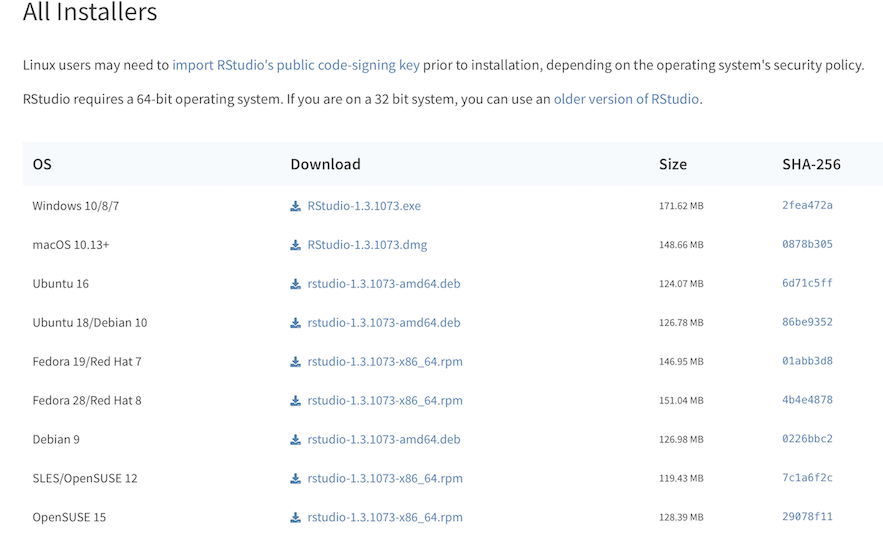 All Installers
Linux users may need to import RStudio's public code-signing key prior to installation, depending on the operating system's security policy.
RStudio requires a 64-bit operating system. If you are on a 32 bit system, you can use an older version of RStudio.
OS Download Size SHA-256
Windows 10/8/7 RStudio-1.3.1073.exe 171.62 MB 2fea472a
macOS 10.13+ RStudio-1.3.1073.dmg 148.66 MB 0878b305
Ubuntu 16 rstudio-1.3.1073-amd64.deb 124.07 MB 6d71c5ff
Ubuntu 18/Debian 10 rstudio-1.3.1073-amd64.deb 126.78 MB 86be9352
Fedora 19/Red Hat 7 rstudio-1.3.1073-x86_64.rpm 146.95 MB 01abb3d8
Fedora 28/Red Hat 8 rstudio-1.3.1073-x86_64.rpm 151.04 MB 4b4e4878
Debian 9 rstudio-1.3.1073-amd64.deb 126.98 MB 0226bbc2
SLES/OpenSUSE 12 rstudio-1.3.1073-x86_64.rpm 119.43 MB 7c1a6f2c
OpenSUSE 15 rstudio-1.3.1073-x86_64.rpm 128.39 MB 29078f11